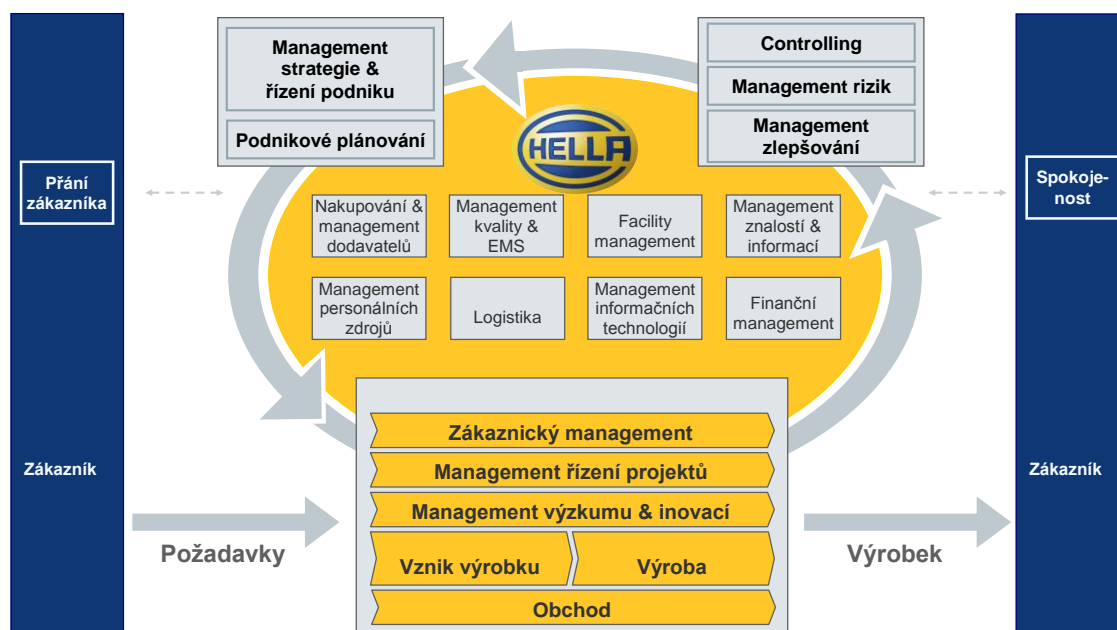 Management
strategie &
řízení podniku
Podnikové plánování
Controlling
Management rizik
Management
zlepšování
HELLA
Přání
zákazníka
Spokoje-
nost
Nakupování &
management
dodavatelů
Management
kvality &
EMS
Facility
management
Management
znalostí &
informací
Management
personálních
zdrojů
Logistika
Management
informačních
technologií
Finanční
management
Zákaznický management
Management řízení projektů
Management výzkumu & inovací
Vznik výrobku
Výroba
Obchod
Zákazník
Zákazník
Požadavky
Výrobek